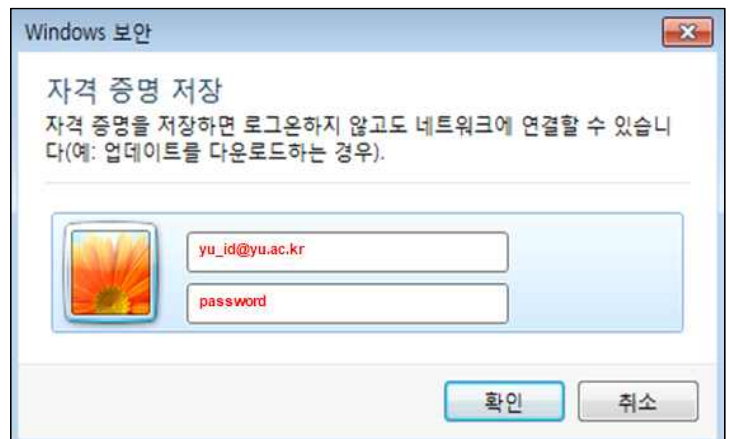 Windows 보안
자격 증명 저장
자격 증명을 저장하면 로그온하지 않고도 네트워크에 연결할 수 있습니
다(예: 업데이트를 다운로드하는 경우).
yu_id@yu.ac.kr
password
확인
취소